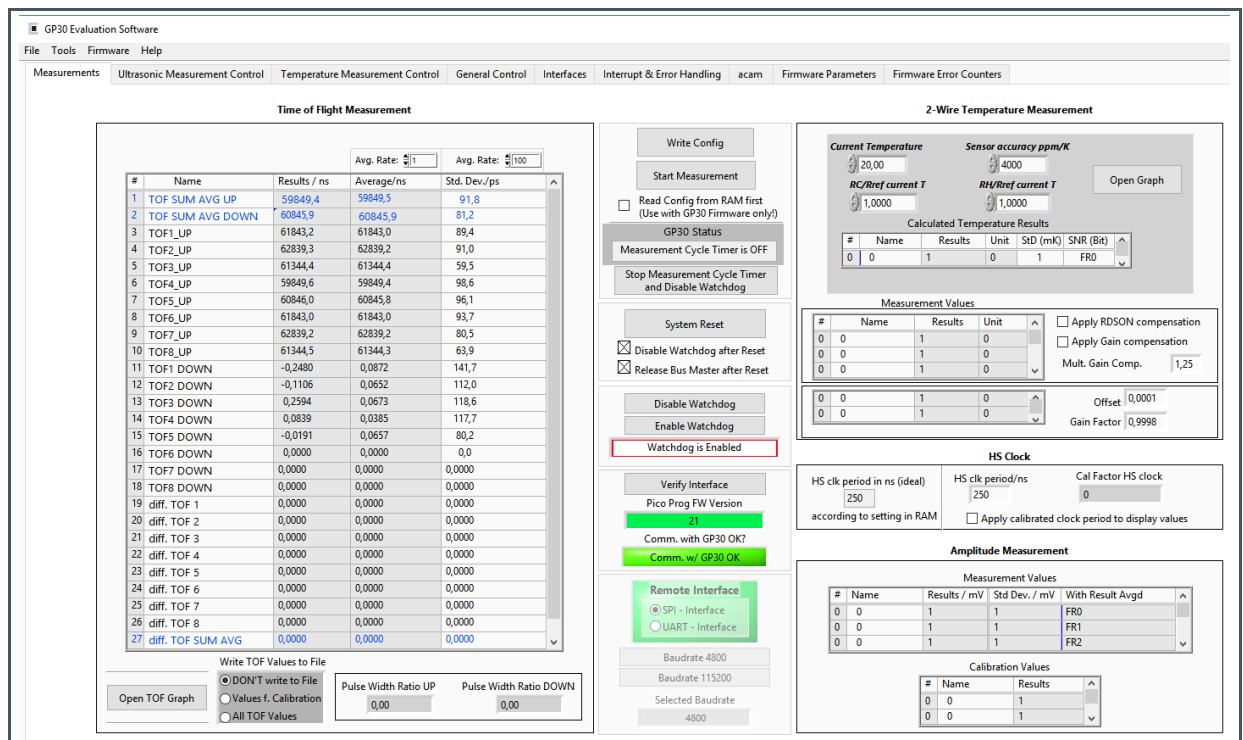 GP30 Evaluation Software
File Tools Firmware Help
Measurements Ultrasonic Measurement Control Temperature Measurement Control General Control Interfaces Interrupt & Error Handling acam Firmware Parameters Firmware Error Counters
Time of Flight Measurement
Avg. Rate: 1 Avg. Rate: 100
# Name Results / ns Average/ns Std. Dev./ps
1 TOF SUM AVG UP 59849,4 59849,5 91,8
2 TOF SUM AVG DOWN 60845,9 60845,9 81,2
3 TOF1_UP 61843,2 61843,0 89,4
4 TOF2_UP 62839,3 62839,2 91,0
5 TOF3_UP 61344,4 61344,4 59,5
6 TOF4_UP 59849,6 59849,4 98,6
7 TOF5_UP 60846,0 60845,8 96,1
8 TOF6_UP 61843,0 61843,0 93,7
9 TOF7_UP 62839,2 62839,2 80,5
10 TOF8_UP 61344,5 61344,3 63,9
11 TOF1 DOWN -0,2480 0,0872 141,7
12 TOF2 DOWN -0,1106 0,0652 112,0
13 TOF3 DOWN 0,2594 0,0673 118,6
14 TOF4 DOWN 0,0839 0,0385 117,7
15 TOF5 DOWN -0,0191 0,0657 80,2
16 TOF6 DOWN 0,0000 0,0000 0,0
17 TOF7 DOWN 0,0000 0,0000 0,0000
18 TOF8 DOWN 0,0000 0,0000 0,0000
19 diff. TOF 1 0,0000 0,0000 0,0000
20 diff. TOF 2 0,0000 0,0000 0,0000
21 diff. TOF 3 0,0000 0,0000 0,0000
22 diff. TOF 4 0,0000 0,0000 0,0000
23 diff. TOF 5 0,0000 0,0000 0,0000
24 diff. TOF 6 0,0000 0,0000 0,0000
25 diff. TOF 7 0,0000 0,0000 0,0000
26 diff. TOF 8 0,0000 0,0000 0,0000
27 diff. TOF SUM AVG 0,0000 0,0000 0,0000
Write TOF Values to File
Open TOF Graph
DON'T write to File
Values f. Calibration
All TOF Values
Pulse Width Ratio UP Pulse Width Ratio DOWN
0,00 0,00
Write Config
Start Measurement
Read Config from RAM first
(Use with GP30 Firmware only!)
GP30 Status
Measurement Cycle Timer is OFF
Stop Measurement Cycle Timer
and Disable Watchdog
System Reset
Disable Watchdog after Reset
Release Bus Master after Reset
Disable Watchdog
Enable Watchdog
Watchdog is Enabled
Verify Interface
Pico Prog FW Version
21
Comm. with GP30 OK?
Comm. w/ GP30 OK
Remote Interface
SPI - Interface
UART - Interface
Baudrate 4800
Baudrate 115200
Selected Baudrate
4800
2-Wire Temperature Measurement
Current Temperature Sensor accuracy ppm/K
20,00 4000
Open Graph
RC/Rref current T RH/Rref current T
1,0000 1,0000
Calculated Temperature Results
# Name Results Unit StD (mK) SNR (Bit)
0 0 1 0 1 FR0
Measurement Values
# Name Results Unit
0 0 1 0
0 0 1 0
0 0 1 0
Apply RDSON compensation
Apply Gain compensation
Mult. Gain Comp. 1,25
0 0 1 0
0 0 1 0
Offset 0,0001
Gain Factor 0,9998
HS Clock
HS clk period in ns (ideal) HS clk period/ns Cal Factor HS clock
250 250 0
according to setting in RAM Apply calibrated clock period to display values
Amplitude Measurement
Measurement Values
# Name Results / mV Std Dev. / mV With Result Avgd
0 0 1 1 FR0
0 0 1 1 FR1
0 0 1 1 FR2
Calibration Values
# Name Results
0 0 1
0 0 1